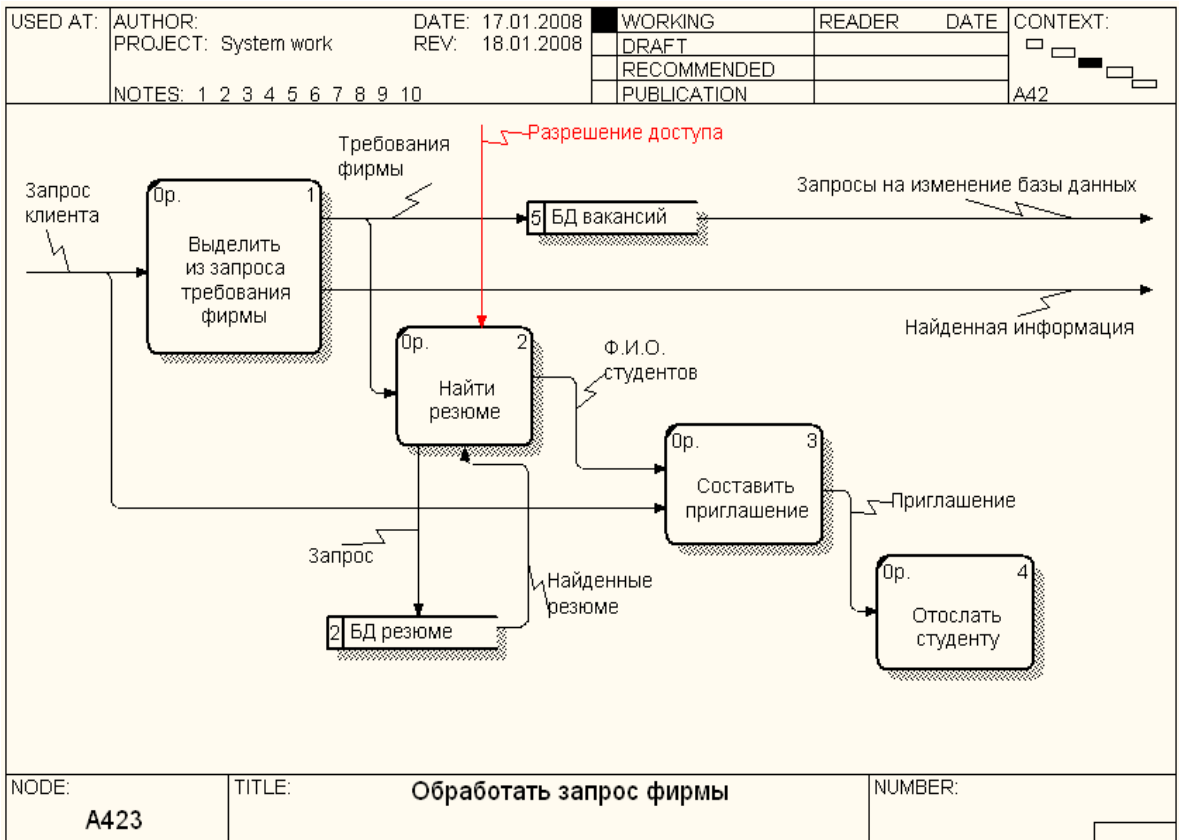 USED AT:
AUTHOR:
DATE: 17.01.2008
PROJECT: System work
REV: 18.01.2008
NOTES: 1 2 3 4 5 6 7 8 9 10
WORKING
DRAFT
RECOMMENDED
PUBLICATION
READER
DATE
CONTEXT:
A42
Разрешение доступа
Требования
фирмы
Запрос
клиента
Запросы на изменение базы данных
0р.
1
Выделить
из запроса
требования
фирмы
5
БД вакансий
Найденная информация
0р.
2
Найти
резюме
Ф.И.О.
студентов
0р.
3
Составить
приглашение
Приглашение
Запрос
Найденные
резюме
0р.
4
Отослать
студенту
2
БД резюме
NODE:
A423
TITLE:
Обработать запрос фирмы
NUMBER: